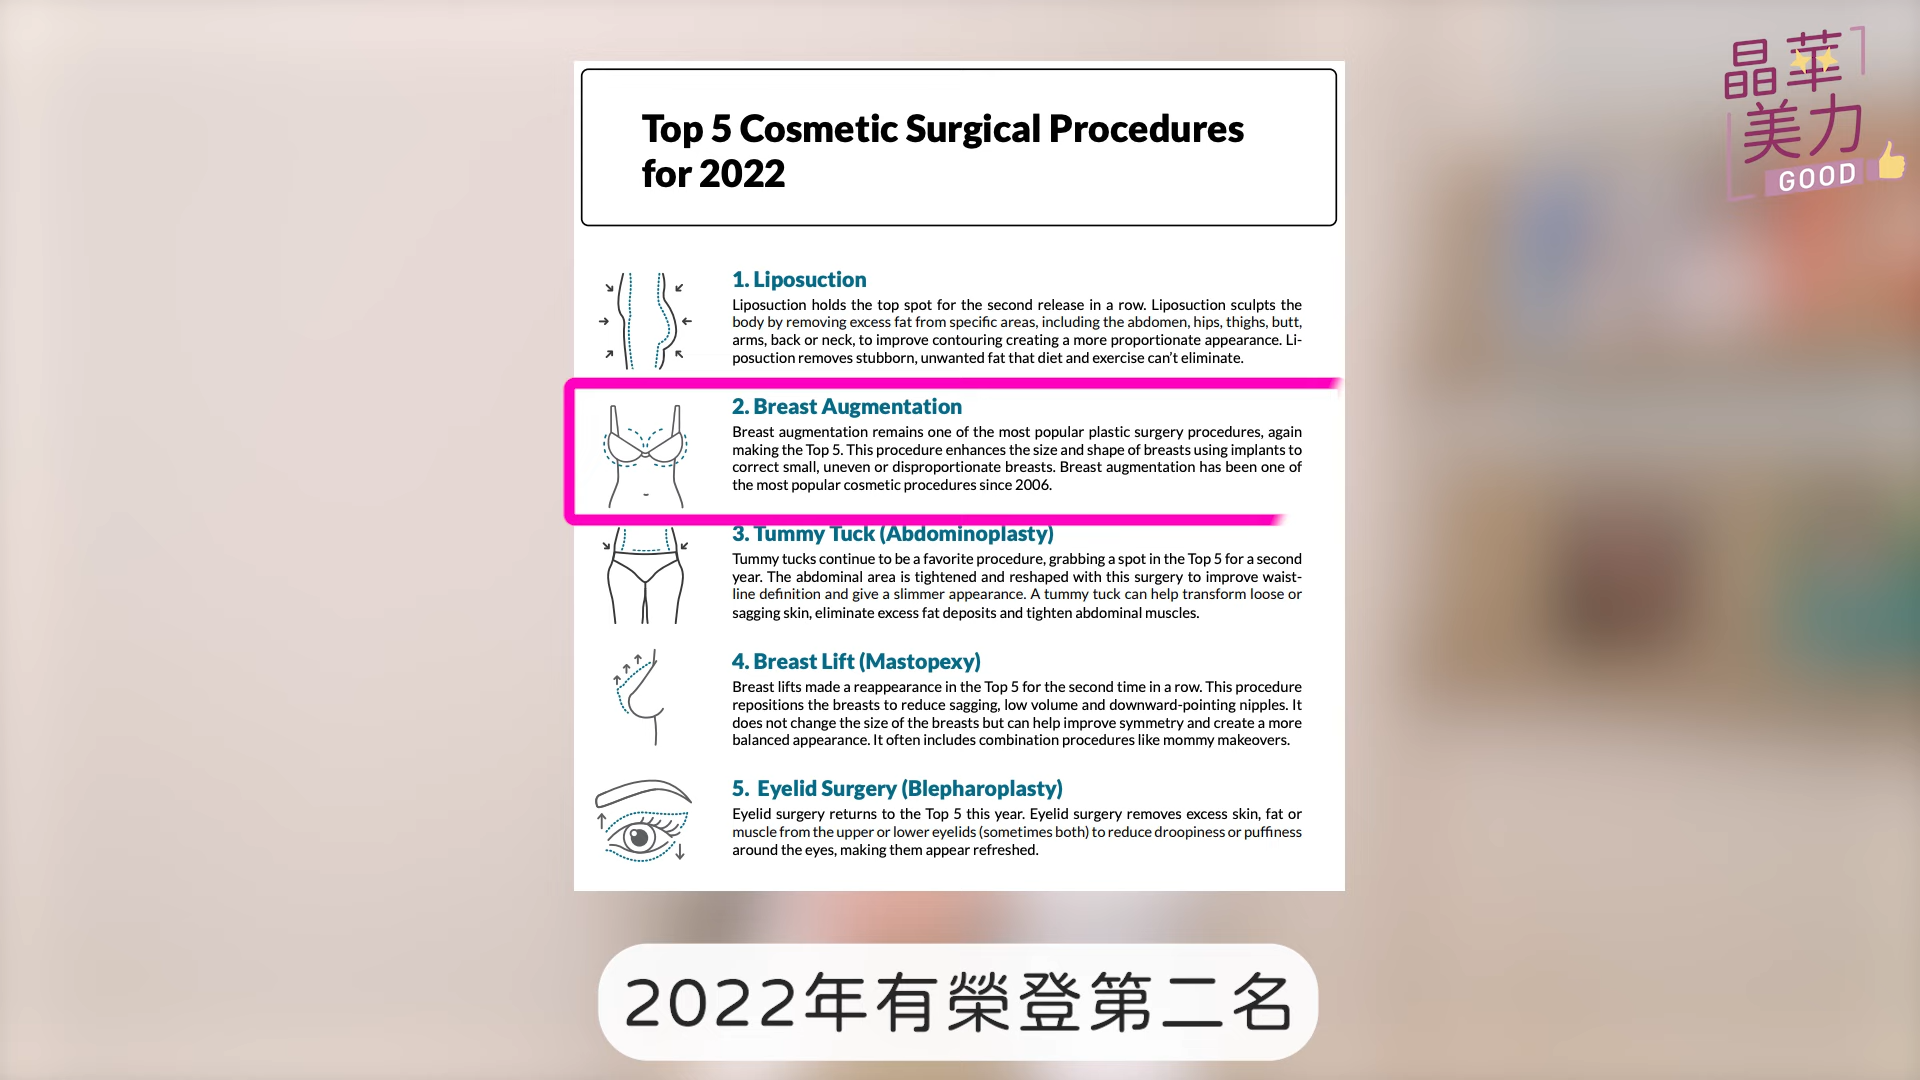 晶華
美力
GOOD
Top 5 Cosmetic Surgical Procedures
for 2022
1. Liposuction
Liposuction holds the top spot for the second release in a row. Liposuction sculpts the
body by removing excess fat from specific areas, including the abdomen, hips, thighs, butt,
arms, back or neck, to improve contouring creating a more proportionate appearance. Li-
posuction removes stubborn, unwanted fat that diet and exercise can’t eliminate.
2. Breast Augmentation
Breast augmentation remains one of the most popular plastic surgery procedures, again
making the Top 5. This procedure enhances the size and shape of breasts using implants to
correct small, uneven or disproportionate breasts. Breast augmentation has been one of
the most popular cosmetic procedures since 2006.
3. Tummy Tuck (Abdominoplasty)
Tummy tucks continue to be a favorite procedure, grabbing a spot in the Top 5 for a second
year. The abdominal area is tightened and reshaped with this surgery to improve waist-
line definition and give a slimmer appearance. A tummy tuck can help transform loose or
sagging skin, eliminate excess fat deposits and tighten abdominal muscles.
4. Breast Lift (Mastopexy)
Breast lifts made a reappearance in the Top 5 for the second time in a row. This procedure
repositions the breasts to reduce sagging, low volume and downward-pointing nipples. It
does not change the size of the breasts but can help improve symmetry and create a more
balanced appearance. It often includes combination procedures like mommy makeovers.
5. Eyelid Surgery (Blepharoplasty)
Eyelid surgery returns to the Top 5 this year. Eyelid surgery removes excess skin, fat or
muscle from the upper or lower eyelids (sometimes both) to reduce droopiness or puffiness
around the eyes, making them appear refreshed.
2022年有榮登第二名